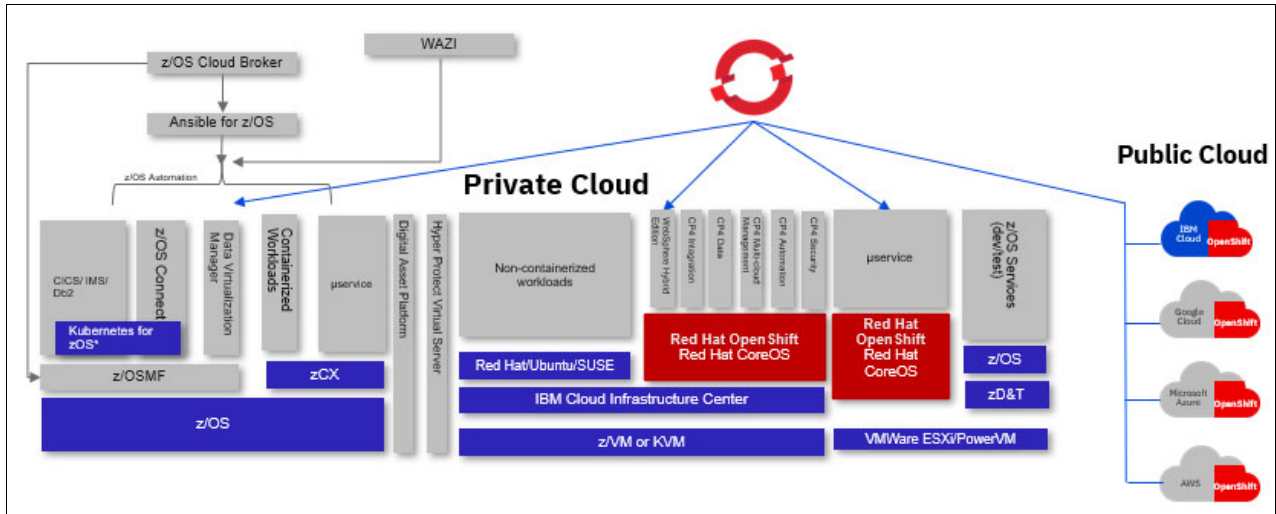 WAZI
z/OS Cloud Broker
Ansible for z/OS
z/OS Automation
Private Cloud
Public Cloud
CICS/ IMS/
Db2
z/OS Connect
Data Virtualization
Manager
Containerized
Workloads
µservice
Kubernetes for
zOS*
z/OSMF
zCX
z/OS
Digital Asset Platform
Hyper Protect Virtual Server
Non-containerized
workloads
Red Hat/Ubuntu/SUSE
WebSphere Hybrid
Edition
CP4 Integration
CP4 Data
CP4 Multi-cloud
Management
CP4 Automation
CP4 Security
Red Hat Open Shift
Red Hat CoreOS
IBM Cloud Infrastructure Center
z/VM or KVM
µservice
Red Hat
Open Shift
Red Hat
CoreOS
VMWare ESXi/PowerVM
z/OS Services
(dev/test)
z/OS
zD&T
IBM
Cloud
OpenShift
Google
Cloud
OpenShift
Microsoft
Azure
OpenShift
AWS
OpenShift